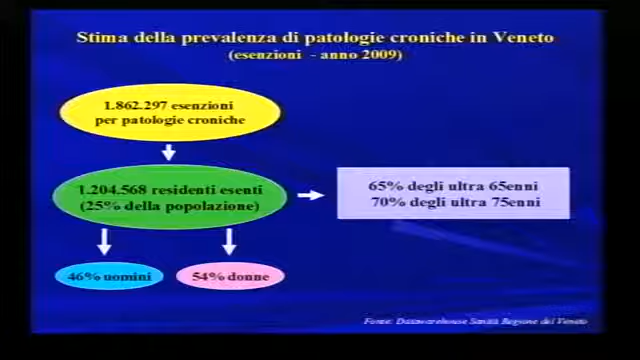 Stima della prevalenza di patologie croniche in Veneto
(esenzioni - anno 2009)
1.862.297 esenzioni
per patologie croniche
1.204.568 residenti esenti
(25% della popolazione)
65% degli ultra 65enni
70% degli ultra 75enni
46% uomini
54% donne
Fonte: Datawarehouse Sanità Regione del Veneto